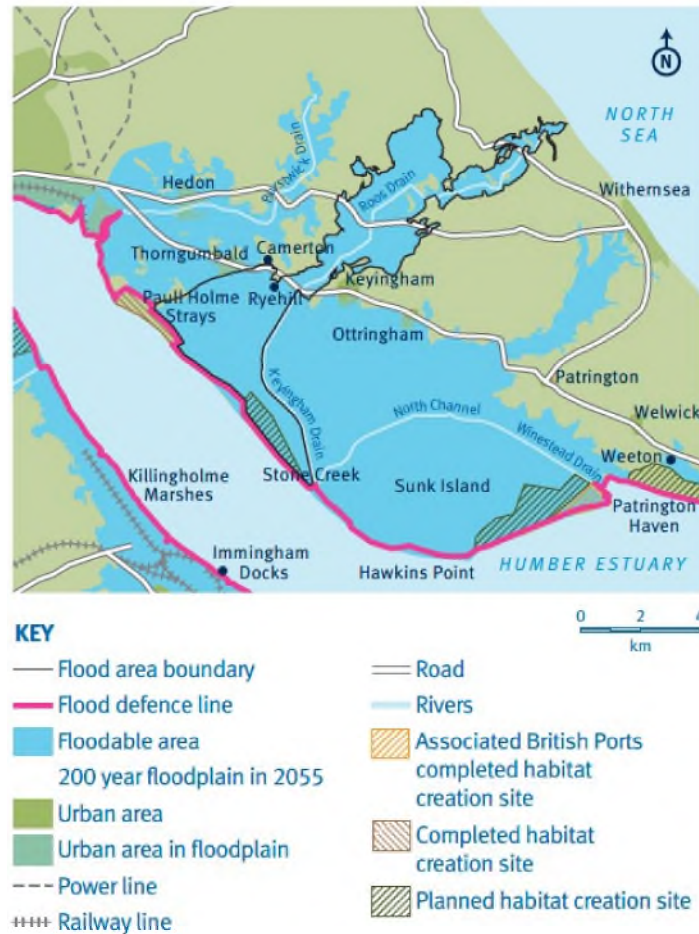 N
NORTH
SEA
Hedon
Burstwick Drain
Roos Drain
Withernsea
Thorngumbald
Camerton
Keyingham
Paull Holme
Strays
Ryehill
Ottringham
Patrington
Keyingham Drain
North Channel
Winestead Drain
Welwick
Weeton
Killingholme
Marshes
Stone Creek
Sunk Island
Patrington
Haven
Immingham
Docks
Hawkins Point
HUMBER ESTUARY
KEY
0 2 4
km
Flood area boundary
Flood defence line
Floodable area
200 year floodplain in 2055
Urban area
Urban area in floodplain
Power line
Railway line
Road
Rivers
Associated British Ports
completed habitat
creation site
Completed habitat
creation site
Planned habitat creation site